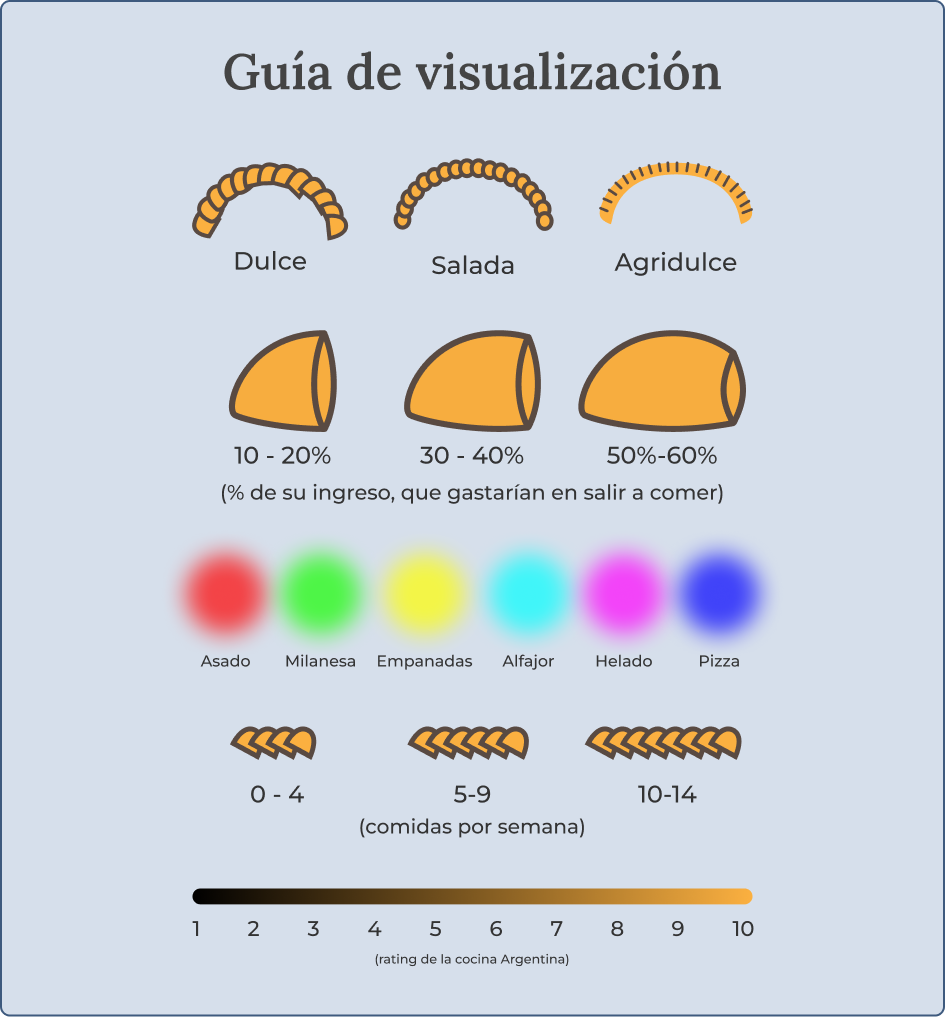 Guía de visualización
Dulce Salada Agridulce
10 - 20% 30 - 40% 50%-60%
(% de su ingreso, que gastarían en salir a comer)
Asado Milanesa Empanadas Alfajor Helado Pizza
0 - 4 5-9 10-14
(comidas por semana)
1 2 3 4 5 6 7 8 9 10
(rating de la cocina Argentina)